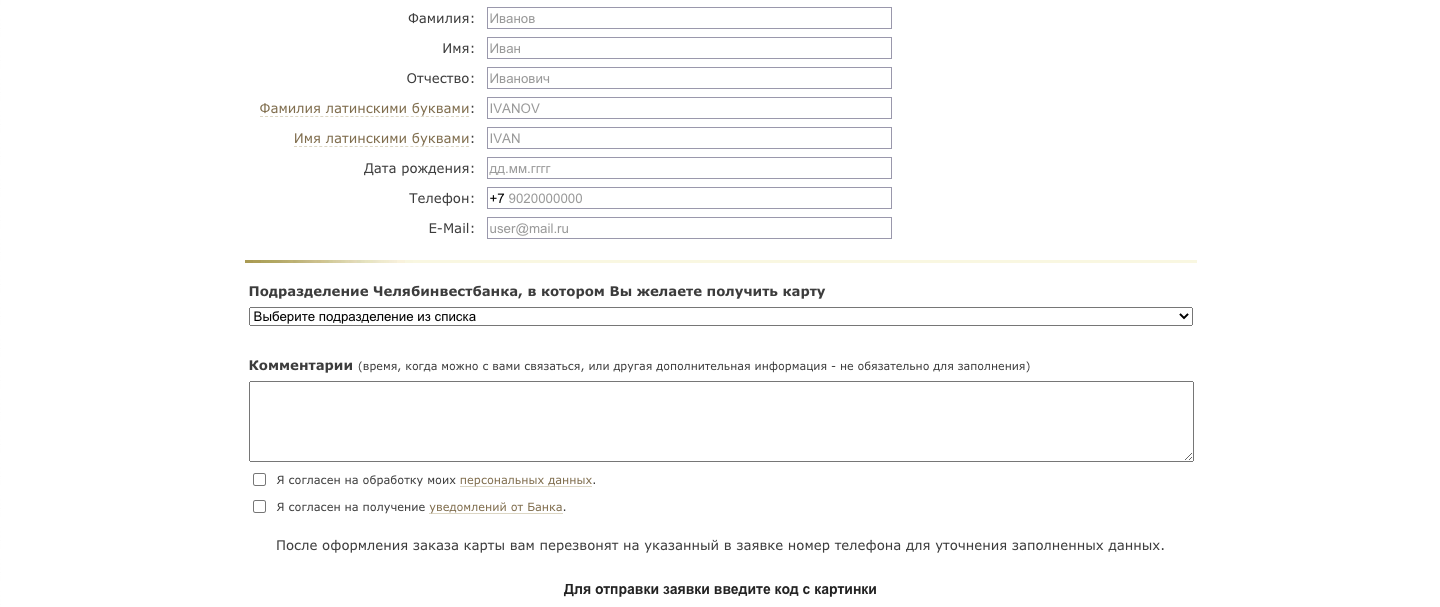 Фамилия: Иванов
Имя: Иван
Отчество: Иванович
Фамилия латинскими буквами: IVANOV
Имя латинскими буквами: IVAN
Дата рождения: дд.мм.гггг
Телефон: +7 9020000000
E-Mail: user@mail.ru
Подразделение Челябинвестбанка, в котором Вы желаете получить карту
Выберите подразделение из списка
Комментарии (время, когда можно с вами связаться, или другая дополнительная информация - не обязательно для заполнения)
Я согласен на обработку моих персональных данных.
Я согласен на получение уведомлений от Банка.
После оформления заказа карты вам перезвонят на указанный в заявке номер телефона для уточнения заполненных данных.
Для отправки заявки введите код с картинки